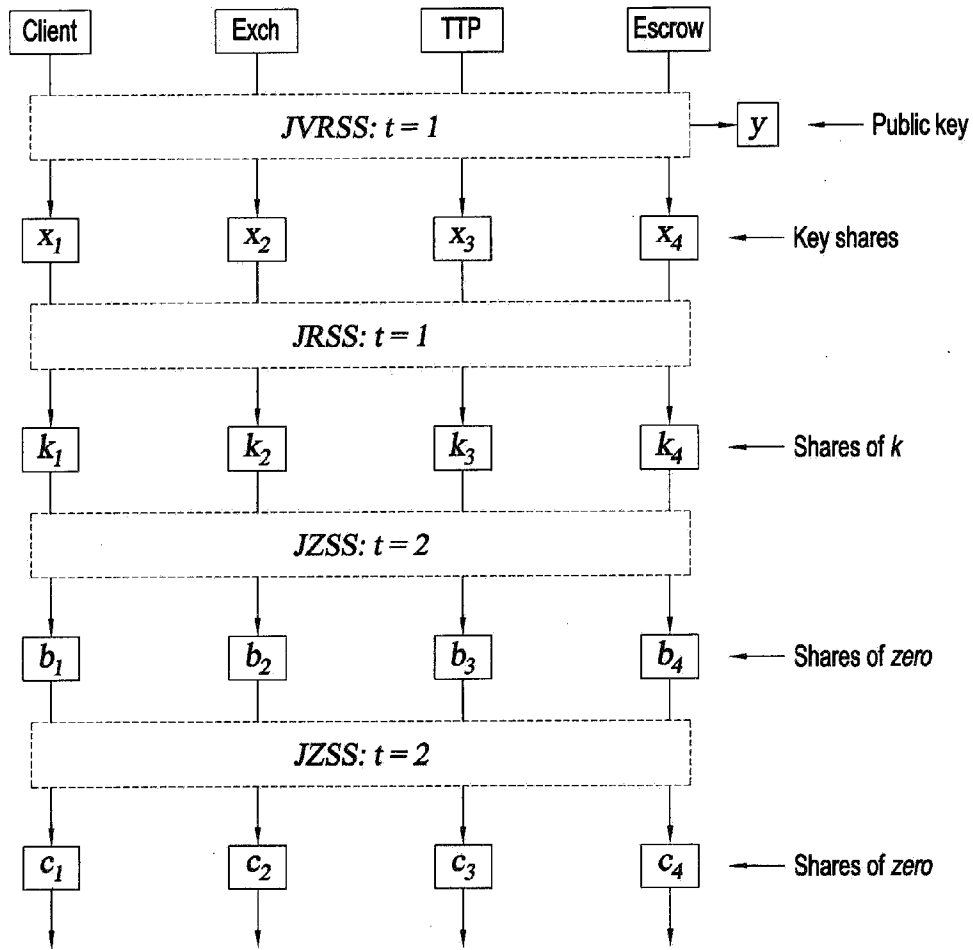 Client Exch TTP Escrow
JVRSS: t = 1 y Public key
x₁ x₂ x₃ x₄ Key shares
JRSS: t = 1
k₁ k₂ k₃ k₄ Shares of k
JZSS: t = 2
b₁ b₂ b₃ b₄ Shares of zero
JZSS: t = 2
c₁ c₂ c₃ c₄ Shares of zero